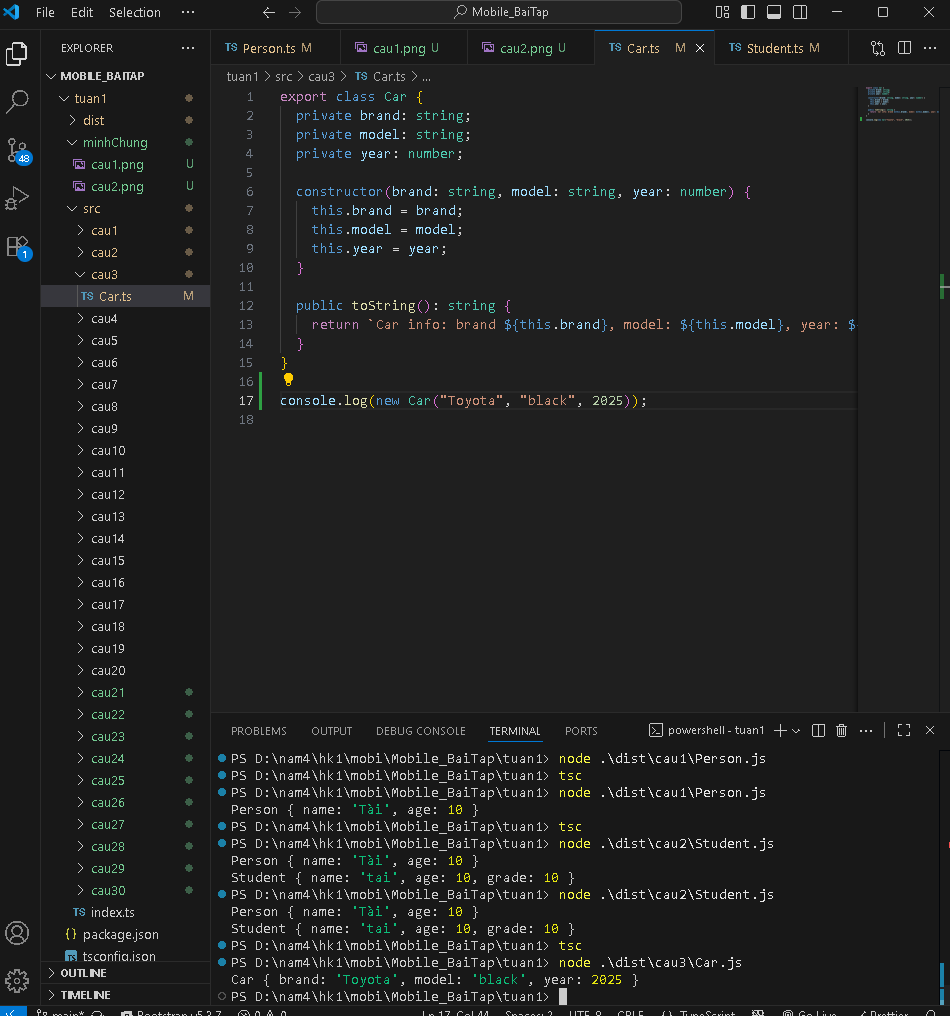 File Edit Selection ··· Mobile_BaiTap
EXPLORER ···
MOBILE_BAITAP
tuan1
dist
minhChung
cau1.png U
cau2.png U
src
cau1
cau2
cau3
TS Car.ts M
cau4
cau5
cau6
cau7
cau8
cau9
cau10
cau11
cau12
cau13
cau14
cau15
cau16
cau17
cau18
cau19
cau20
cau21
cau22
cau23
cau24
cau25
cau26
cau27
cau28
cau29
cau30
TS index.ts
{} package.json
TS tsconfig.json
OUTLINE
TIMELINE
48
1
TS Person.ts M cau1.png U cau2.png U TS Car.ts M TS Student.ts M ···
tuan1 > src > cau3 > TS Car.ts > ...
1 export class Car {
2 private brand: string;
3 private model: string;
4 private year: number;
5
6 constructor(brand: string, model: string, year: number) {
7 this.brand = brand;
8 this.model = model;
9 this.year = year;
10 }
11
12 public toString(): string {
13 return `Car info: brand ${this.brand}, model: ${this.model}, year: $
14 }
15 }
16
17 console.log(new Car("Toyota", "black", 2025));
18
PROBLEMS OUTPUT DEBUG CONSOLE TERMINAL PORTS powershell - tuan1 ···
PS D:\nam4\hk1\mobi\Mobile_BaiTap\tuan1> node .\dist\cau1\Person.js
PS D:\nam4\hk1\mobi\Mobile_BaiTap\tuan1> tsc
PS D:\nam4\hk1\mobi\Mobile_BaiTap\tuan1> node .\dist\cau1\Person.js
Person { name: 'Tài', age: 10 }
PS D:\nam4\hk1\mobi\Mobile_BaiTap\tuan1> tsc
PS D:\nam4\hk1\mobi\Mobile_BaiTap\tuan1> node .\dist\cau2\Student.js
Person { name: 'Tài', age: 10 }
Student { name: 'tai', age: 10, grade: 10 }
PS D:\nam4\hk1\mobi\Mobile_BaiTap\tuan1> node .\dist\cau2\Student.js
Person { name: 'Tài', age: 10 }
Student { name: 'tai', age: 10, grade: 10 }
PS D:\nam4\hk1\mobi\Mobile_BaiTap\tuan1> tsc
PS D:\nam4\hk1\mobi\Mobile_BaiTap\tuan1> node .\dist\cau3\Car.js
Car { brand: 'Toyota', model: 'black', year: 2025 }
PS D:\nam4\hk1\mobi\Mobile_BaiTap\tuan1>
main* Bootstrap v5.3.7 0 0 Ln 17, Col 44 Spaces: 2 UTF-8 CRLF {} TypeScript Go Live Prettier